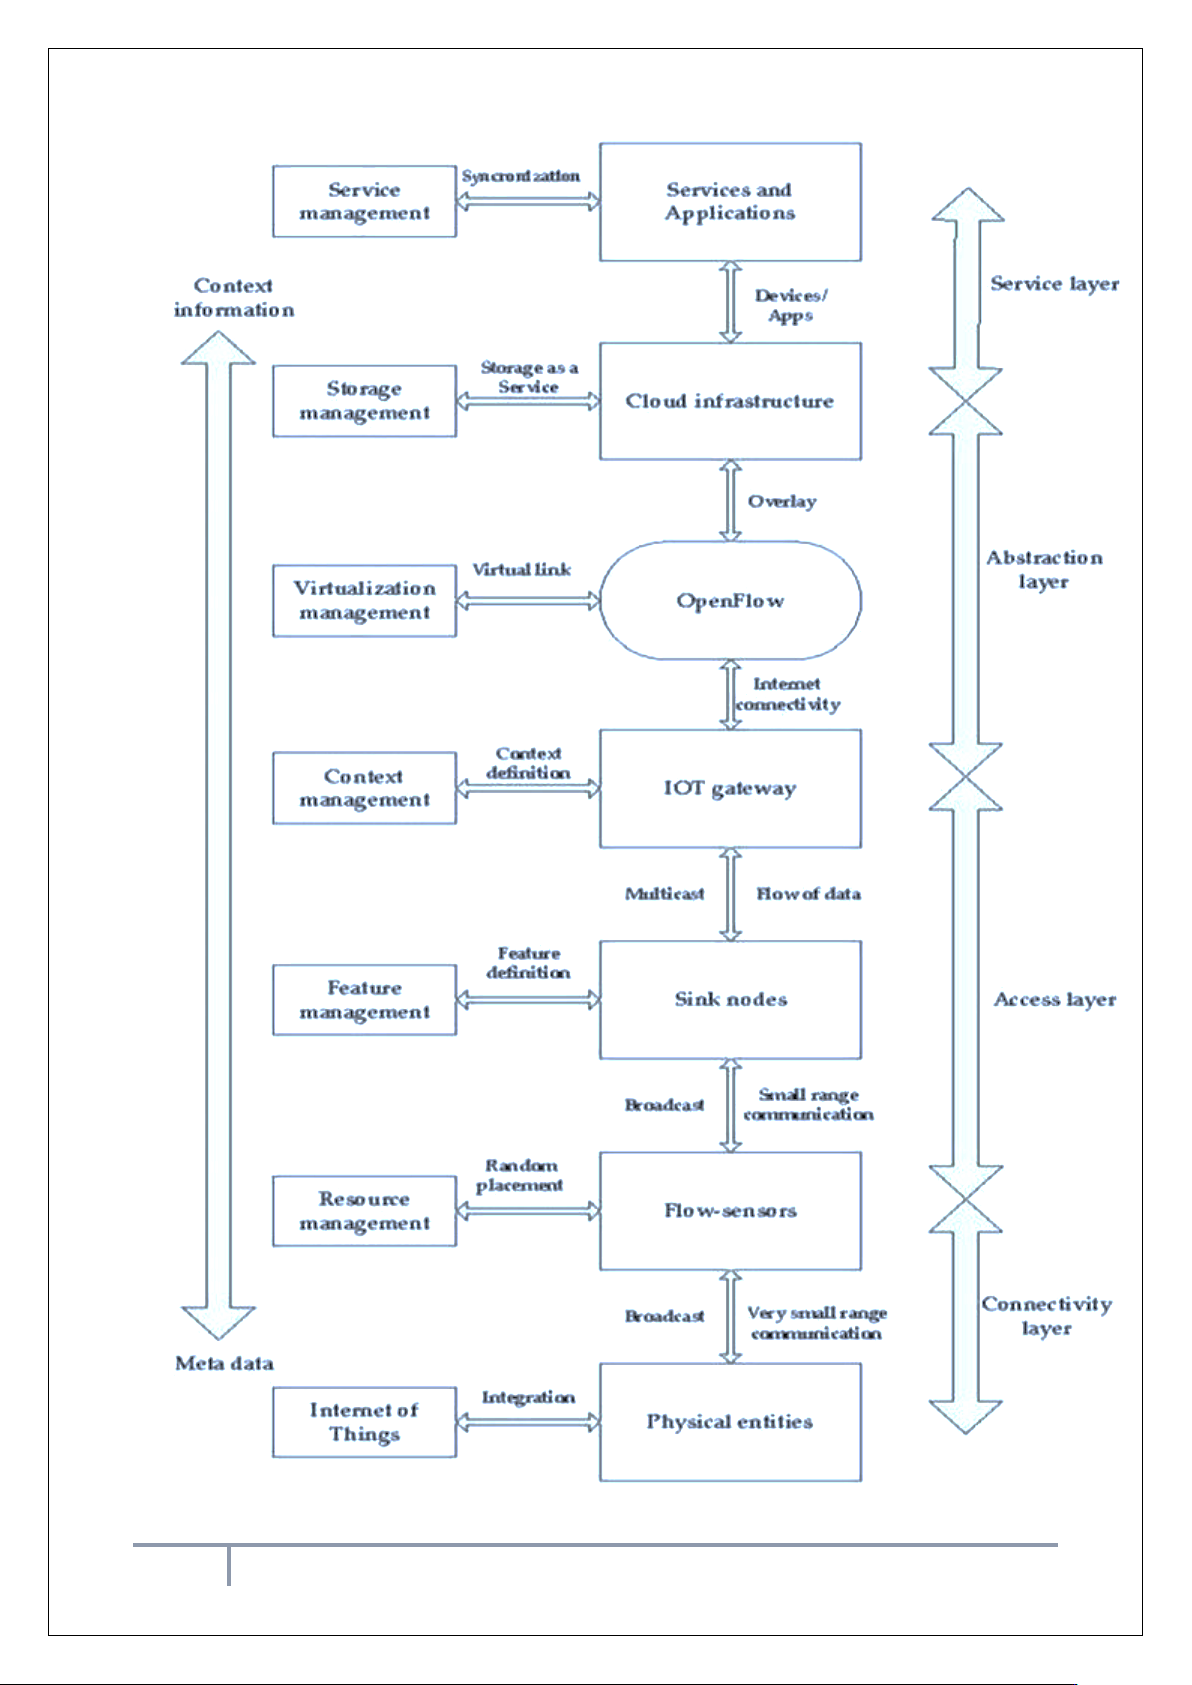 Service
management
Syncronization
Services and
Applications
Service layer
Context
information
Devices/
Apps
Storage
management
Storage as a
Service
Cloud infrastructure
Overlay
Abstraction
layer
Virtualization
management
Virtual link
OpenFlow
Internet
connectivity
Context
management
Context
definition
IOT gateway
Multicast
Flow of data
Feature
management
Feature
definition
Sink nodes
Access layer
Broadcast
Small range
communication
Resource
management
Random
placement
Flow-sensors
Broadcast
Very small range
communication
Connectivity
layer
Meta data
Internet of
Things
Integration
Physical entities